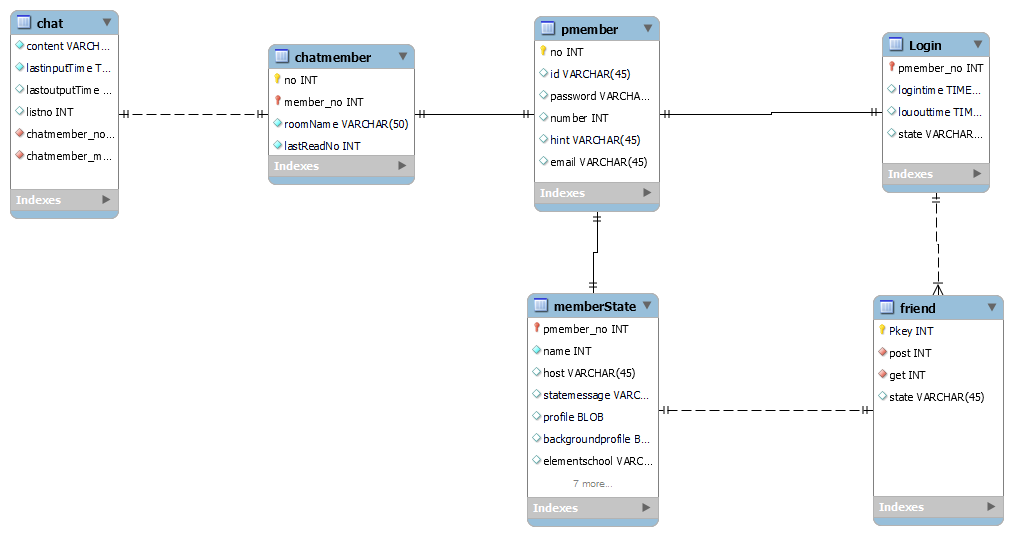 chat
content VARCH...
lastinputTime T...
lastoutputTime ...
listno INT
chatmember_no...
chatmember_m...
Indexes
chatmember
no INT
member_no INT
roomName VARCHAR(50)
lastReadNo INT
Indexes
pmember
no INT
id VARCHAR(45)
password VARCHA...
number INT
hint VARCHAR(45)
email VARCHAR(45)
Indexes
Login
pmember_no INT
logintime TIME...
lououttime TIM...
state VARCHAR...
Indexes
memberState
pmember_no INT
name INT
host VARCHAR(45)
statemessage VARC...
profile BLOB
backgroundprofile B...
elementschool VARC...
7 more...
Indexes
friend
Pkey INT
post INT
get INT
state VARCHAR(45)
Indexes